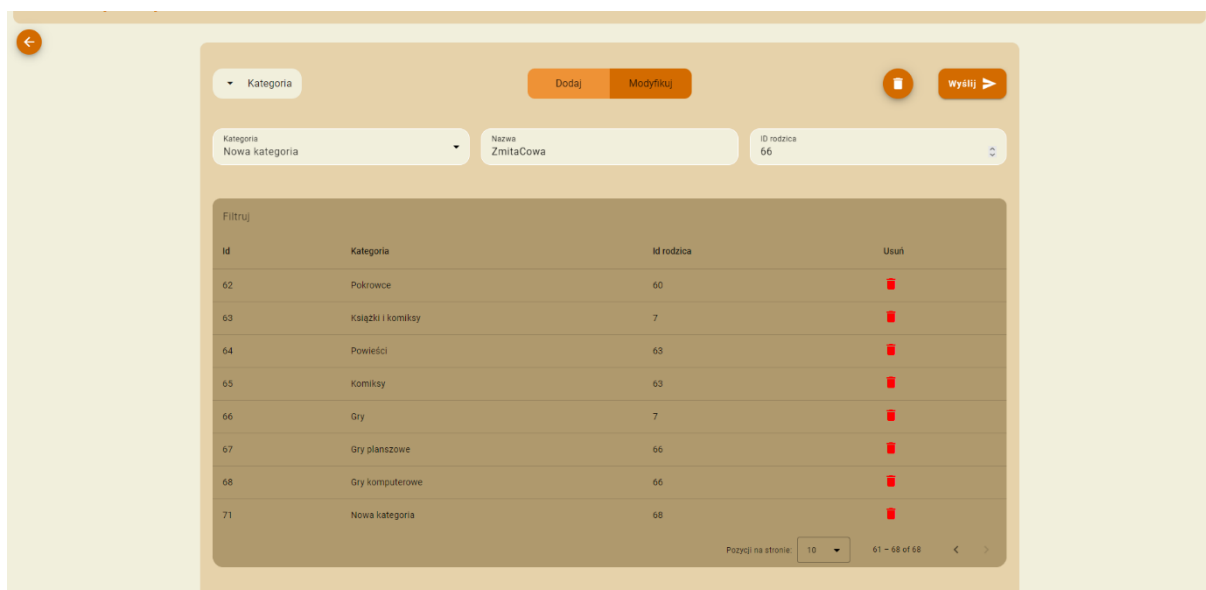 Kategoria
Dodaj Modyfikuj
Wyślij
Kategoria Nazwa ID rodzica
Nowa kategoria ZmitaCowa 66
Filtruj
Id Kategoria Id rodzica Usuń
62 Pokrowce 60
63 Książki i komiksy 7
64 Powieści 63
65 Komiksy 63
66 Gry 7
67 Gry planszowe 66
68 Gry komputerowe 66
71 Nowa kategoria 68
Pozycji na stronie: 10 61 – 68 of 68